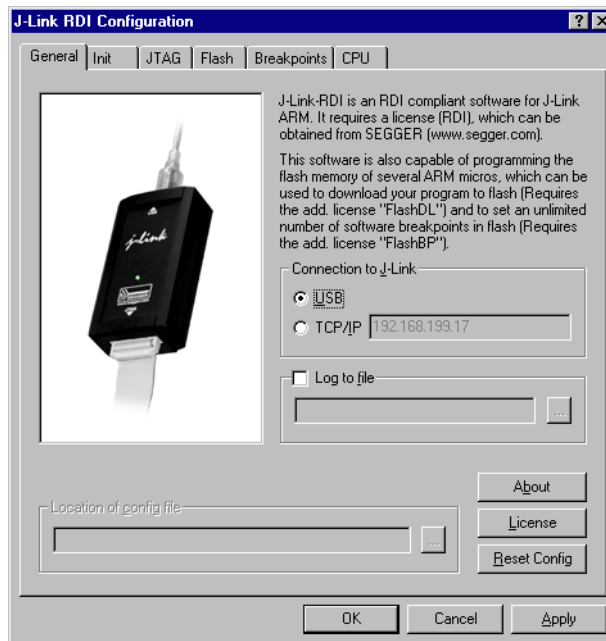 J-Link RDI Configuration
General Init JTAG Flash Breakpoints CPU
J-Link-RDI is an RDI compliant software for J-Link
ARM. It requires a license (RDI), which can be
obtained from SEGGER (www.segger.com).
This software is also capable of programming the
flash memory of several ARM micros, which can be
used to download your program to flash (Requires
the add. license "FlashDL") and to set an unlimited
number of software breakpoints in flash (Requires
the add. license "FlashBP").
j-link
Connection to J-Link
USB
TCP/IP 192.168.199.17
Log to file
...
About
Location of config file
License
...
Reset Config
OK Cancel Apply